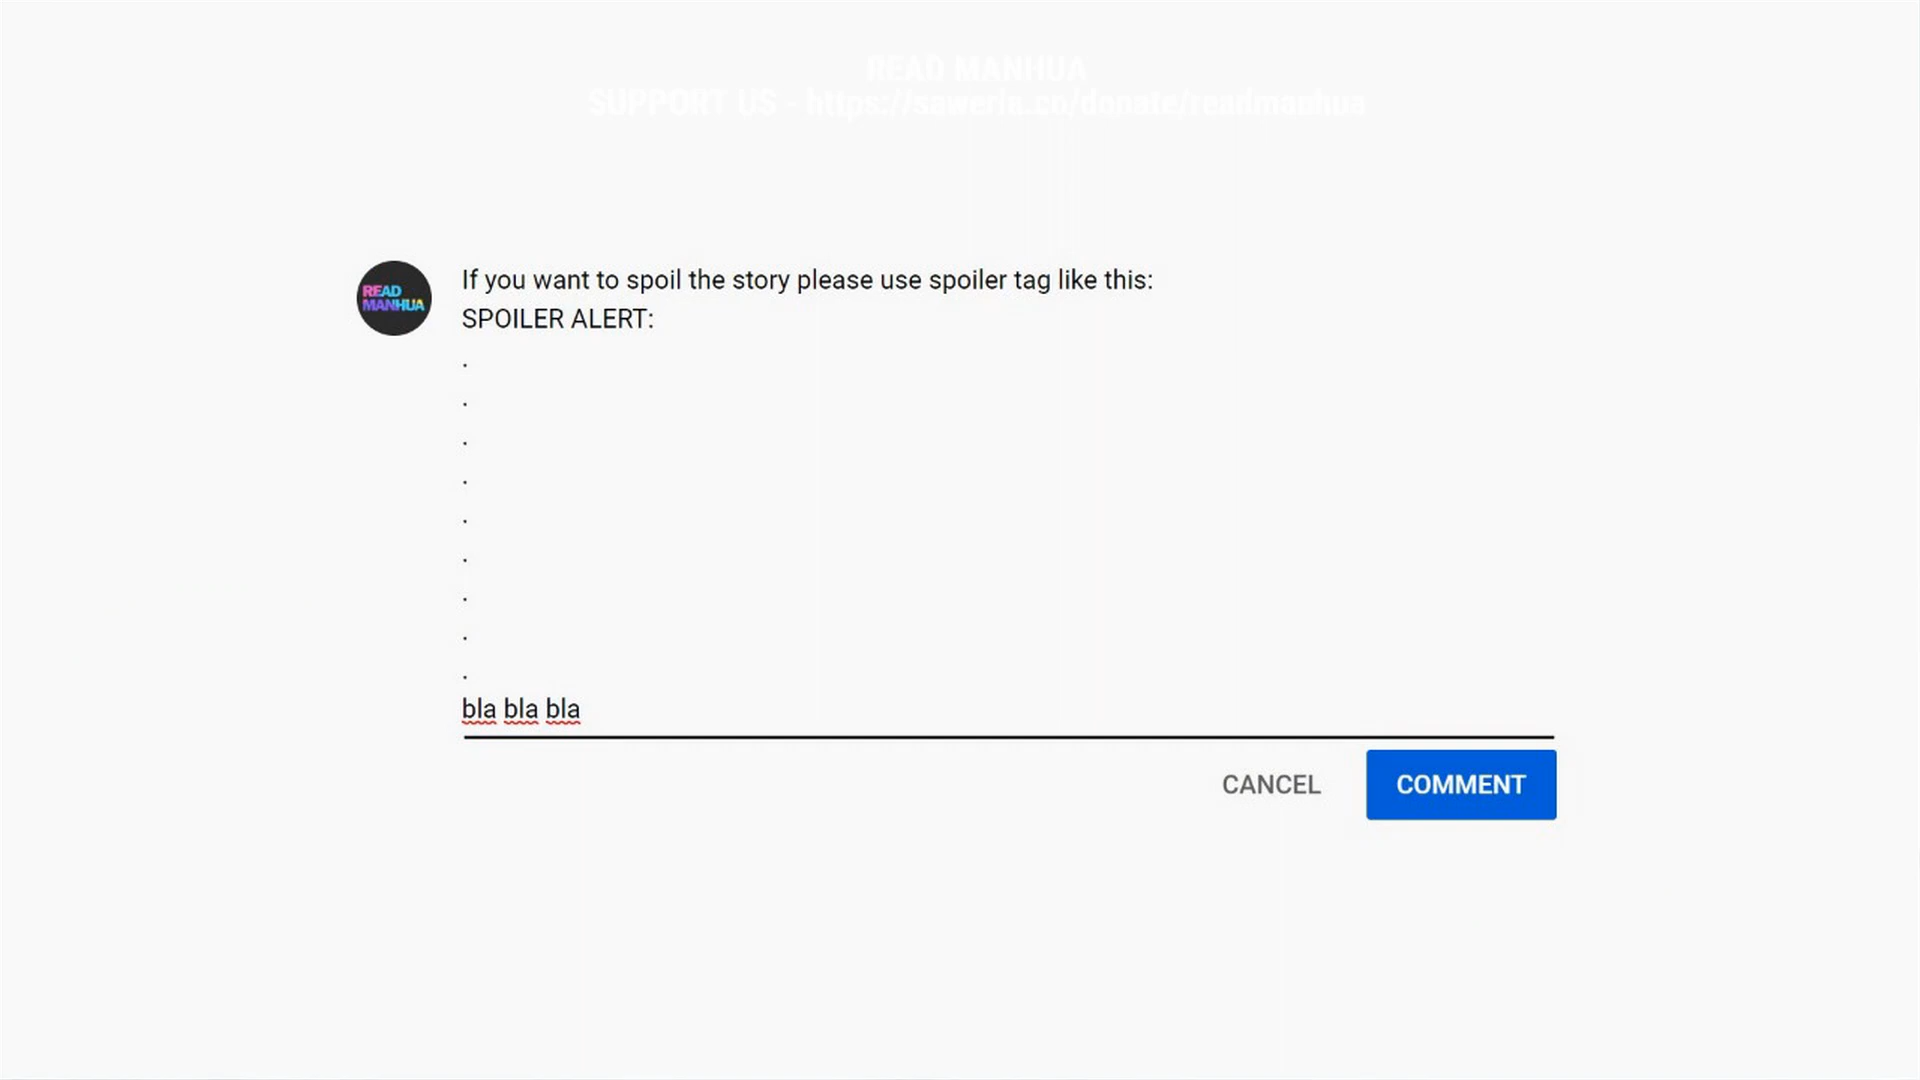 READ MANHUA
SUPPORT US - https://saweria.co/donate/readmanhua
READ
MANHUA
If you want to spoil the story please use spoiler tag like this:
SPOILER ALERT:
.
.
.
.
.
.
.
.
.
bla bla bla
CANCEL
COMMENT